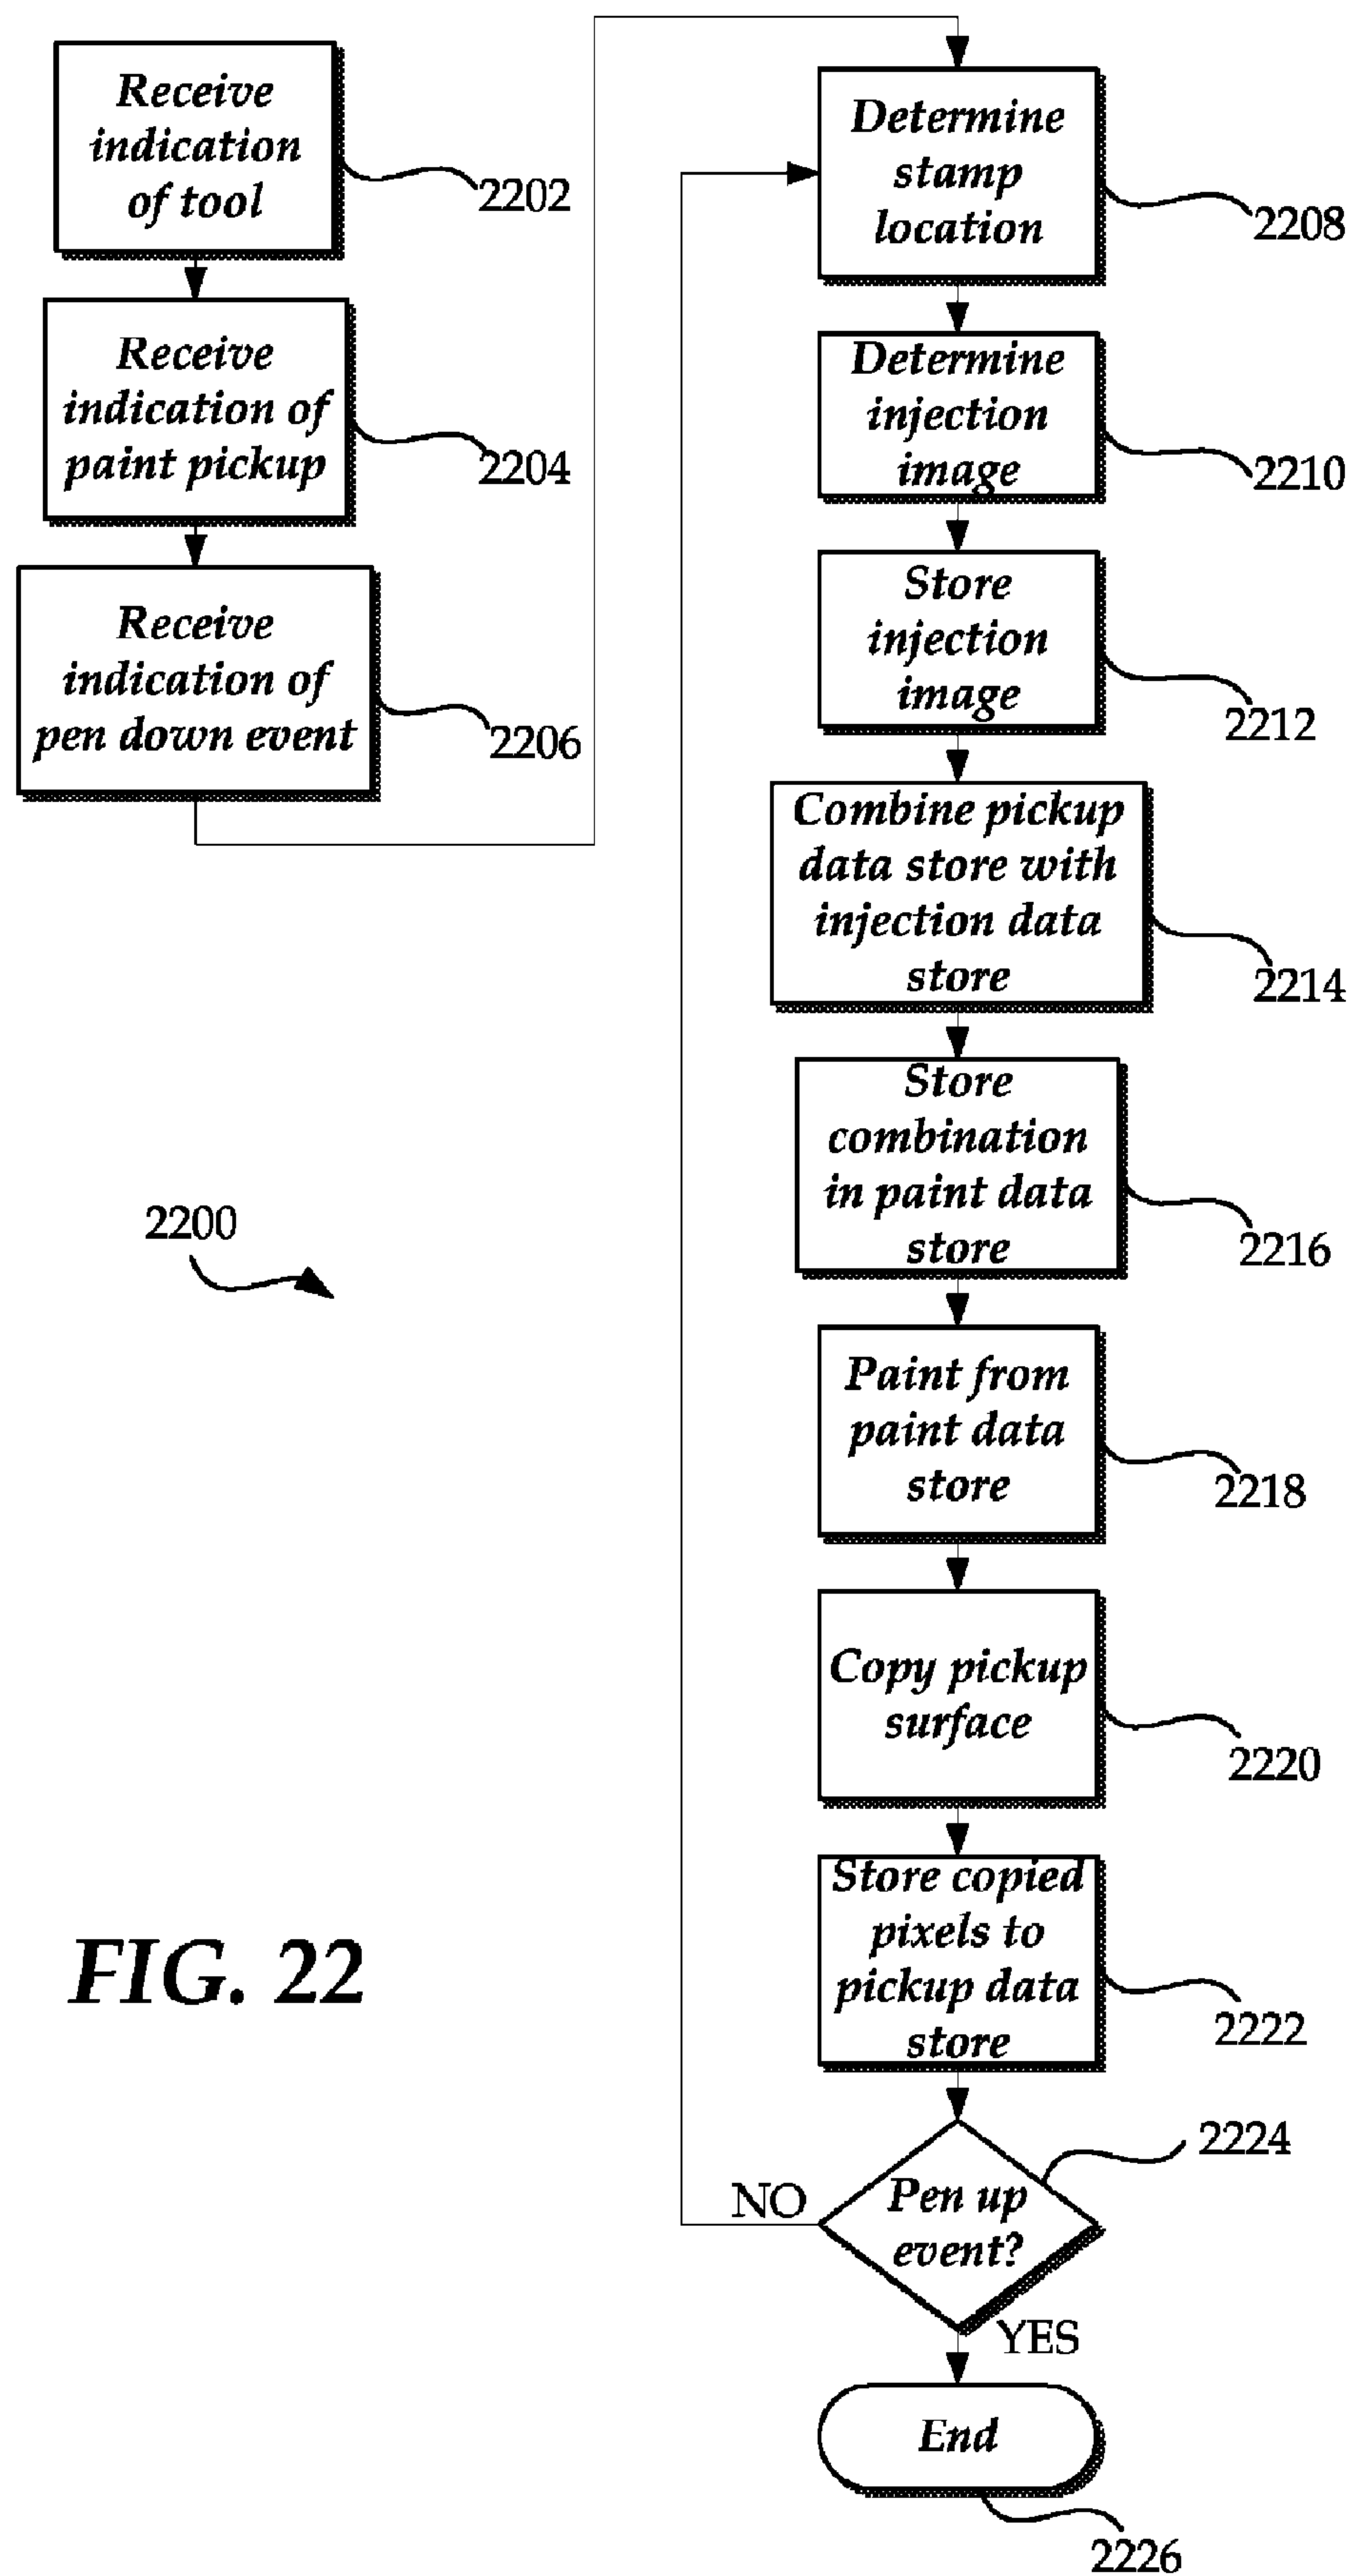 Receive
indication
of tool
2202
Receive
indication of
paint pickup
2204
Receive
indication of
pen down event
2206
Determine
stamp
location
2208
Determine
injection
image
2210
Store
injection
image
2212
Combine pickup
data store with
injection data
store
2214
Store
combination
in paint data
store
2216
2200
Paint from
paint data
store
2218
Copy pickup
surface
2220
Store copied
pixels to
pickup data
store
2222
FIG. 22
Pen up
event?
2224
NO
YES
End
2226